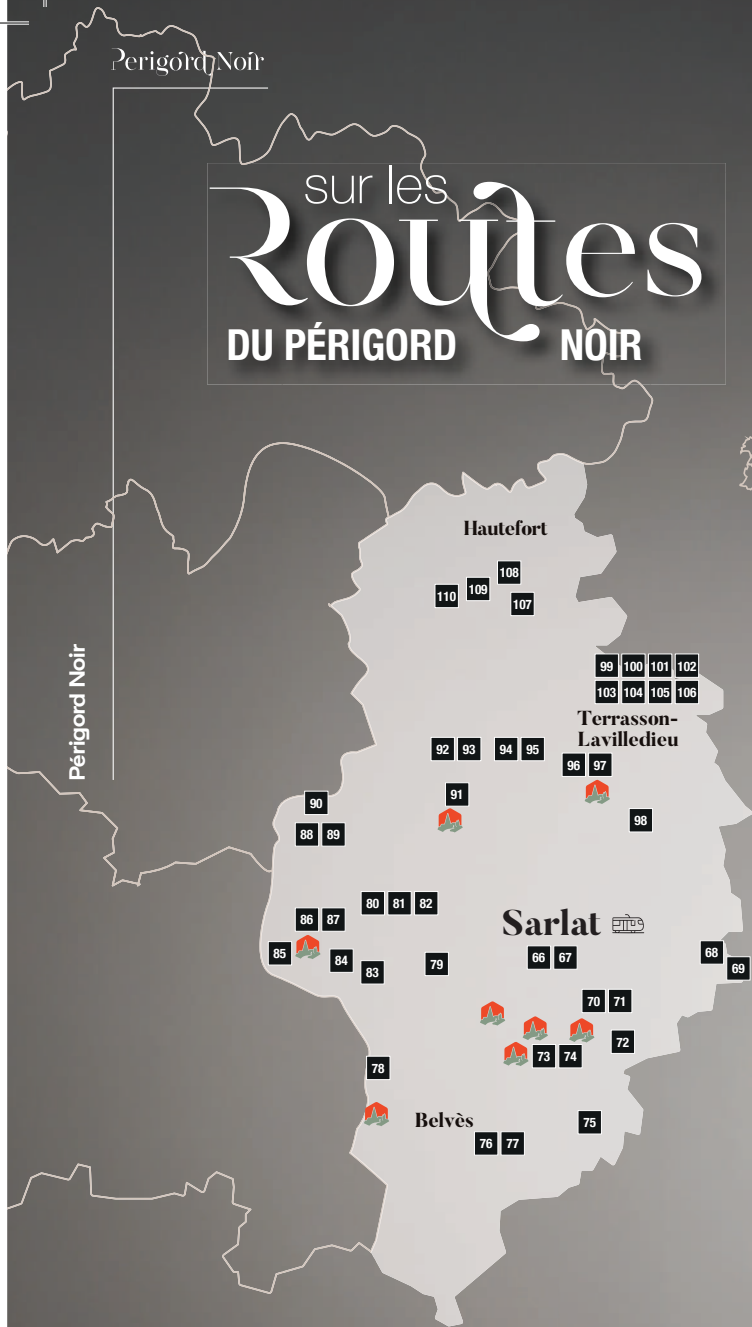 Perigord Noir
sur les
Routes
DU PÉRIGORD NOIR
Périgord Noir
Hautefort
108
109
110
107
99 100 101 102
103 104 105 106
Terrasson-
Lavilledieu
92 93 94 95
96 97
91
90
98
88 89
80 81 82
86 87
Sarlat
85
84
83
79
66 67
68
69
70 71
72
73 74
78
Belvès
75
76 77